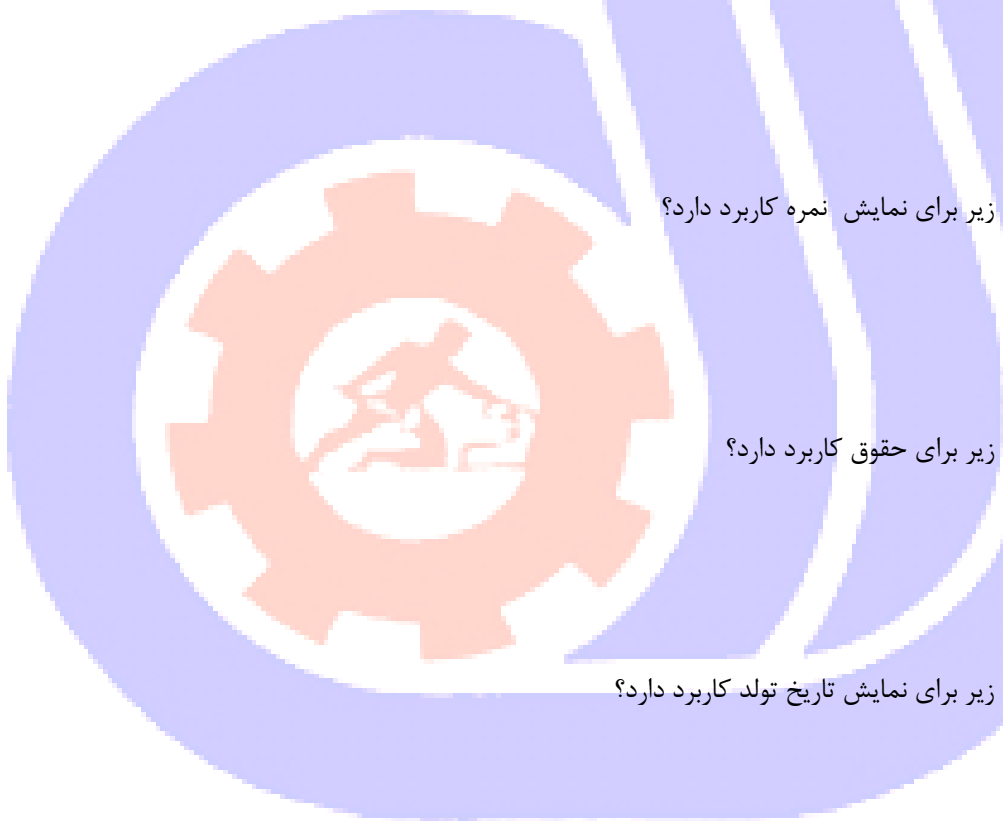 زیر برای نمایش نمره کاربرد دارد؟
زیر برای حقوق کاربرد دارد؟
زیر برای نمایش تاریخ تولد کاربرد دارد؟